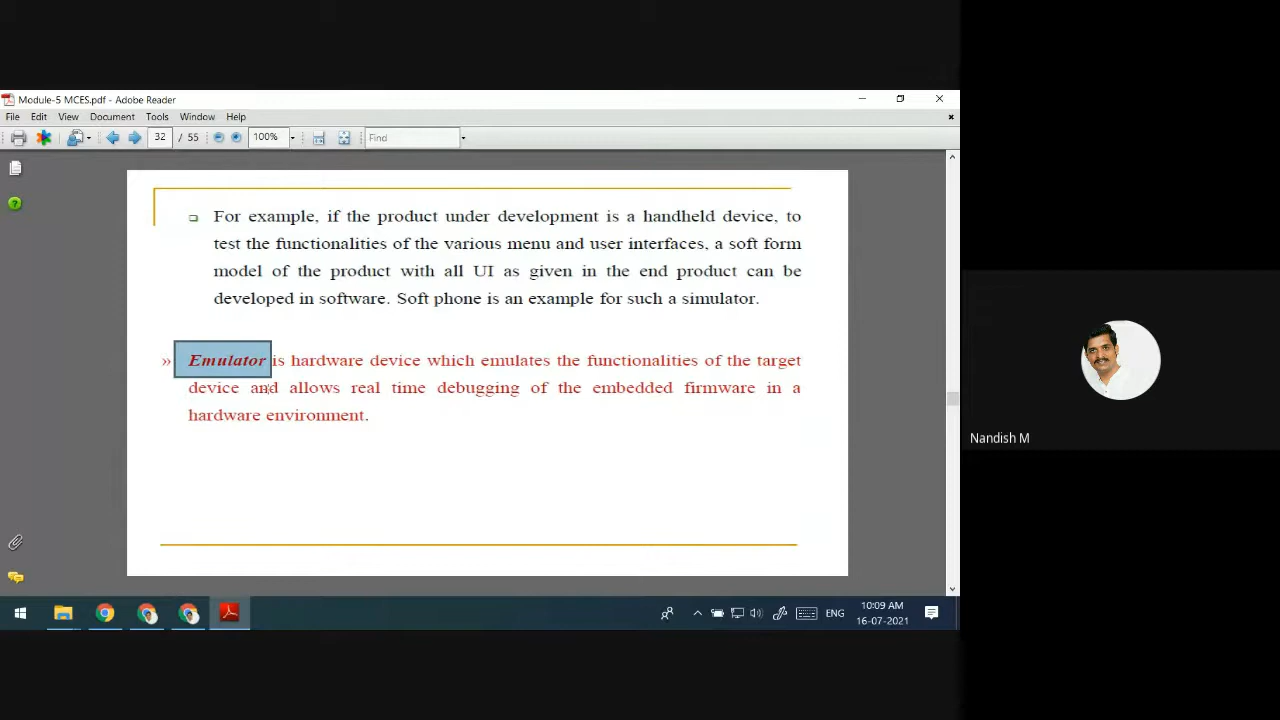 Module-5 MCES.pdf - Adobe Reader
File Edit View Document Tools Window Help
32 / 55 100% Find
For example, if the product under development is a handheld device, to
test the functionalities of the various menu and user interfaces, a soft form
model of the product with all UI as given in the end product can be
developed in software. Soft phone is an example for such a simulator.
» Emulator is hardware device which emulates the functionalities of the target
device and allows real time debugging of the embedded firmware in a
hardware environment.
Nandish M
ENG
10:09 AM
16-07-2021